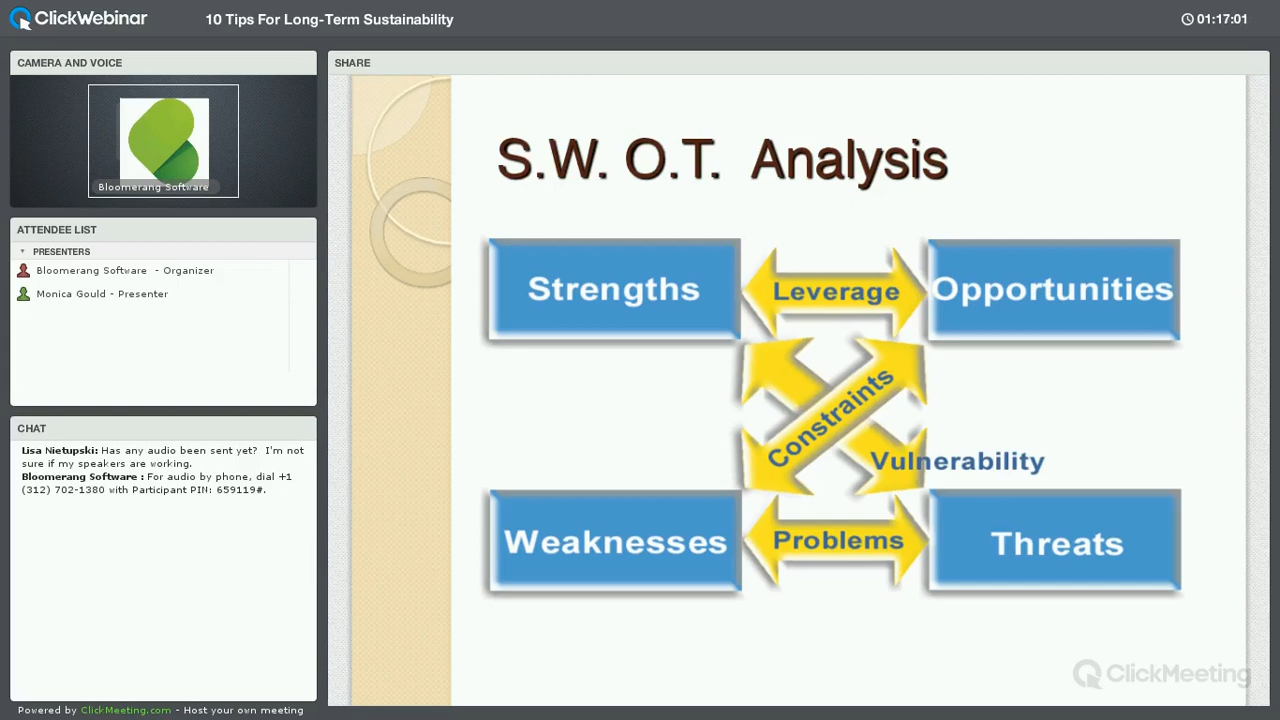 ClickWebinar
10 Tips For Long-Term Sustainability
01:17:01
CAMERA AND VOICE
Bloomerang Software
ATTENDEE LIST
PRESENTERS
Bloomerang Software - Organizer
Monica Gould - Presenter
CHAT
Lisa Nietupski: Has any audio been sent yet? I'm not
sure if my speakers are working.
Bloomerang Software : For audio by phone, dial +1
(312) 702-1380 with Participant PIN: 659119#.
Powered by ClickMeeting.com - Host your own meeting
SHARE
S.W. O.T. Analysis
Strengths
Leverage
Opportunities
Constraints
Vulnerability
Weaknesses
Problems
Threats
ClickMeeting